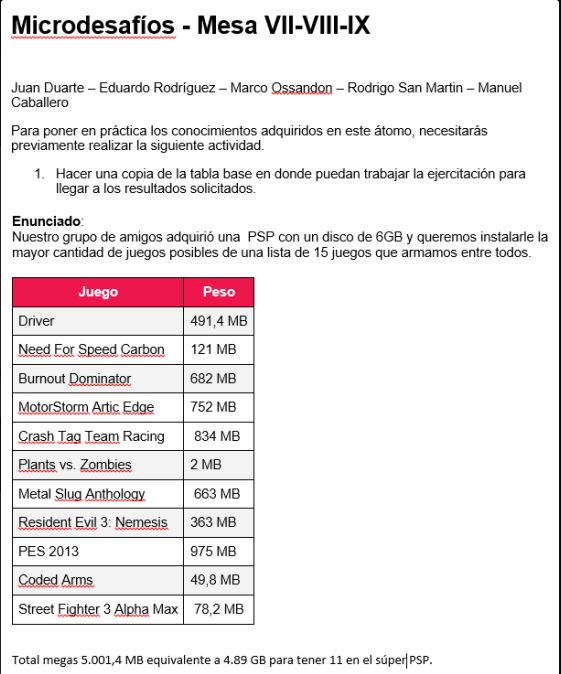 Microdesafíos - Mesa VII-VIII-IX
Juan Duarte – Eduardo Rodríguez – Marco Ossandon – Rodrigo San Martin – Manuel
Caballero
Para poner en práctica los conocimientos adquiridos en este átomo, necesitarás
previamente realizar la siguiente actividad.
1. Hacer una copia de la tabla base en donde puedan trabajar la ejercitación para
llegar a los resultados solicitados.
Enunciado:
Nuestro grupo de amigos adquirió una PSP con un disco de 6GB y queremos instalarle la
mayor cantidad de juegos posibles de una lista de 15 juegos que armamos entre todos.
Juego Peso
Driver 491,4 MB
Need For Speed Carbon 121 MB
Burnout Dominator 682 MB
MotorStorm Artic Edge 752 MB
Crash Tag Team Racing 834 MB
Plants vs. Zombies 2 MB
Metal Slug Anthology 663 MB
Resident Evil 3: Nemesis 363 MB
PES 2013 975 MB
Coded Arms 49,8 MB
Street Fighter 3 Alpha Max 78,2 MB
Total megas 5.001,4 MB equivalente a 4.89 GB para tener 11 en el súper PSP.